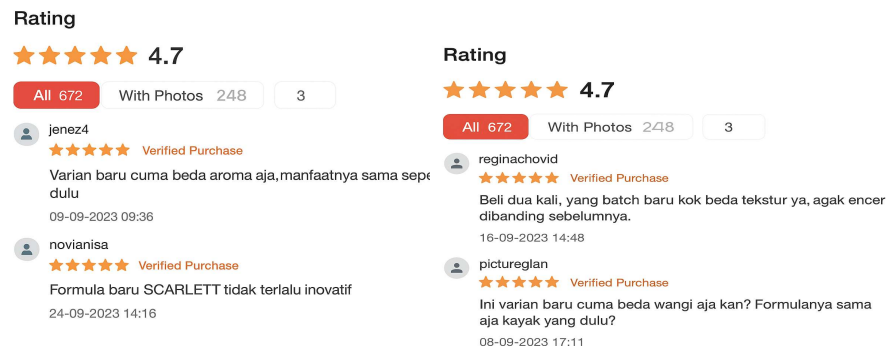 Rating
4.7
All 672 With Photos 248 3
jenez4
Verified Purchase
Varian baru cuma beda aroma aja,manfaatnya sama sepe
dulu
09-09-2023 09:36
novianisa
Verified Purchase
Formula baru SCARLETT tidak terlalu inovatif
24-09-2023 14:16
Rating
4.7
All 672 With Photos 248 3
reginachovid
Verified Purchase
Beli dua kali, yang batch baru kok beda tekstur ya, agak encer
dibanding sebelumnya.
16-09-2023 14:48
pictureglan
Verified Purchase
Ini varian baru cuma beda wangi aja kan? Formulanya sama
aja kayak yang dulu?
08-09-2023 17:11